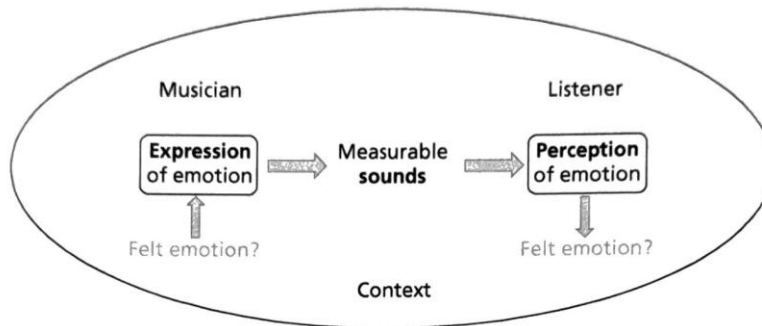 Musician
Listener
Expression
of emotion
Measurable
sounds
Perception
of emotion
Felt emotion?
Felt emotion?
Context